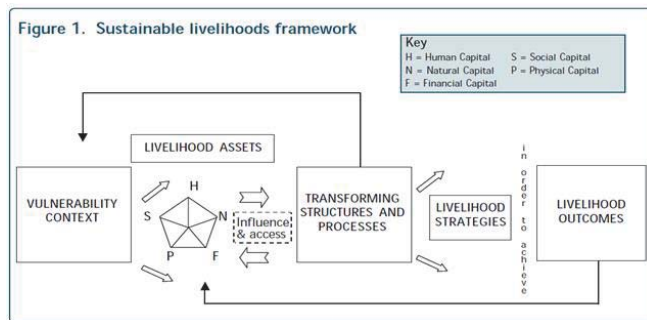 Figure 1. Sustainable livelihoods framework
Key
H = Human Capital S = Social Capital
N = Natural Capital P = Physical Capital
F = Financial Capital
LIVELIHOOD ASSETS
VULNERABILITY
CONTEXT
H
S
N
P
F
Influence
& access
TRANSFORMING
STRUCTURES AND
PROCESSES
LIVELIHOOD
STRATEGIES
in order to achieve
LIVELIHOOD
OUTCOMES